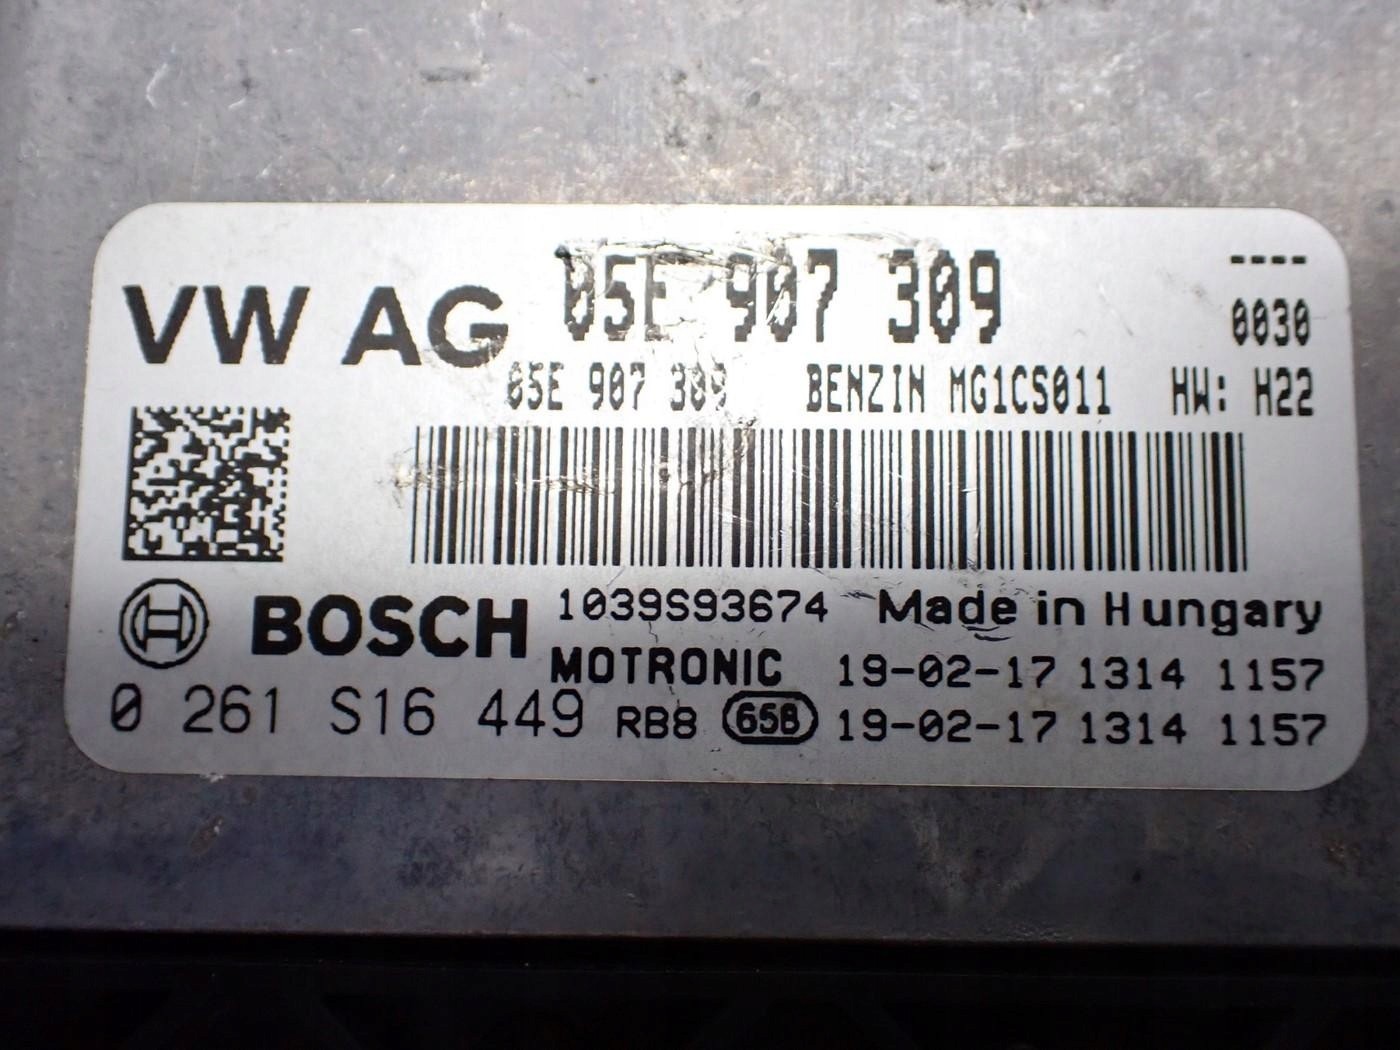 VW AG 05E 907 309 ----
0030
05E 907 309 BENZIN MG1CS011 HW: H22
BOSCH 1039S93674 Made in Hungary
MOTRONIC 19-02-17 1314 1157
0 261 S16 449 RB8 65B 19-02-17 1314 1157